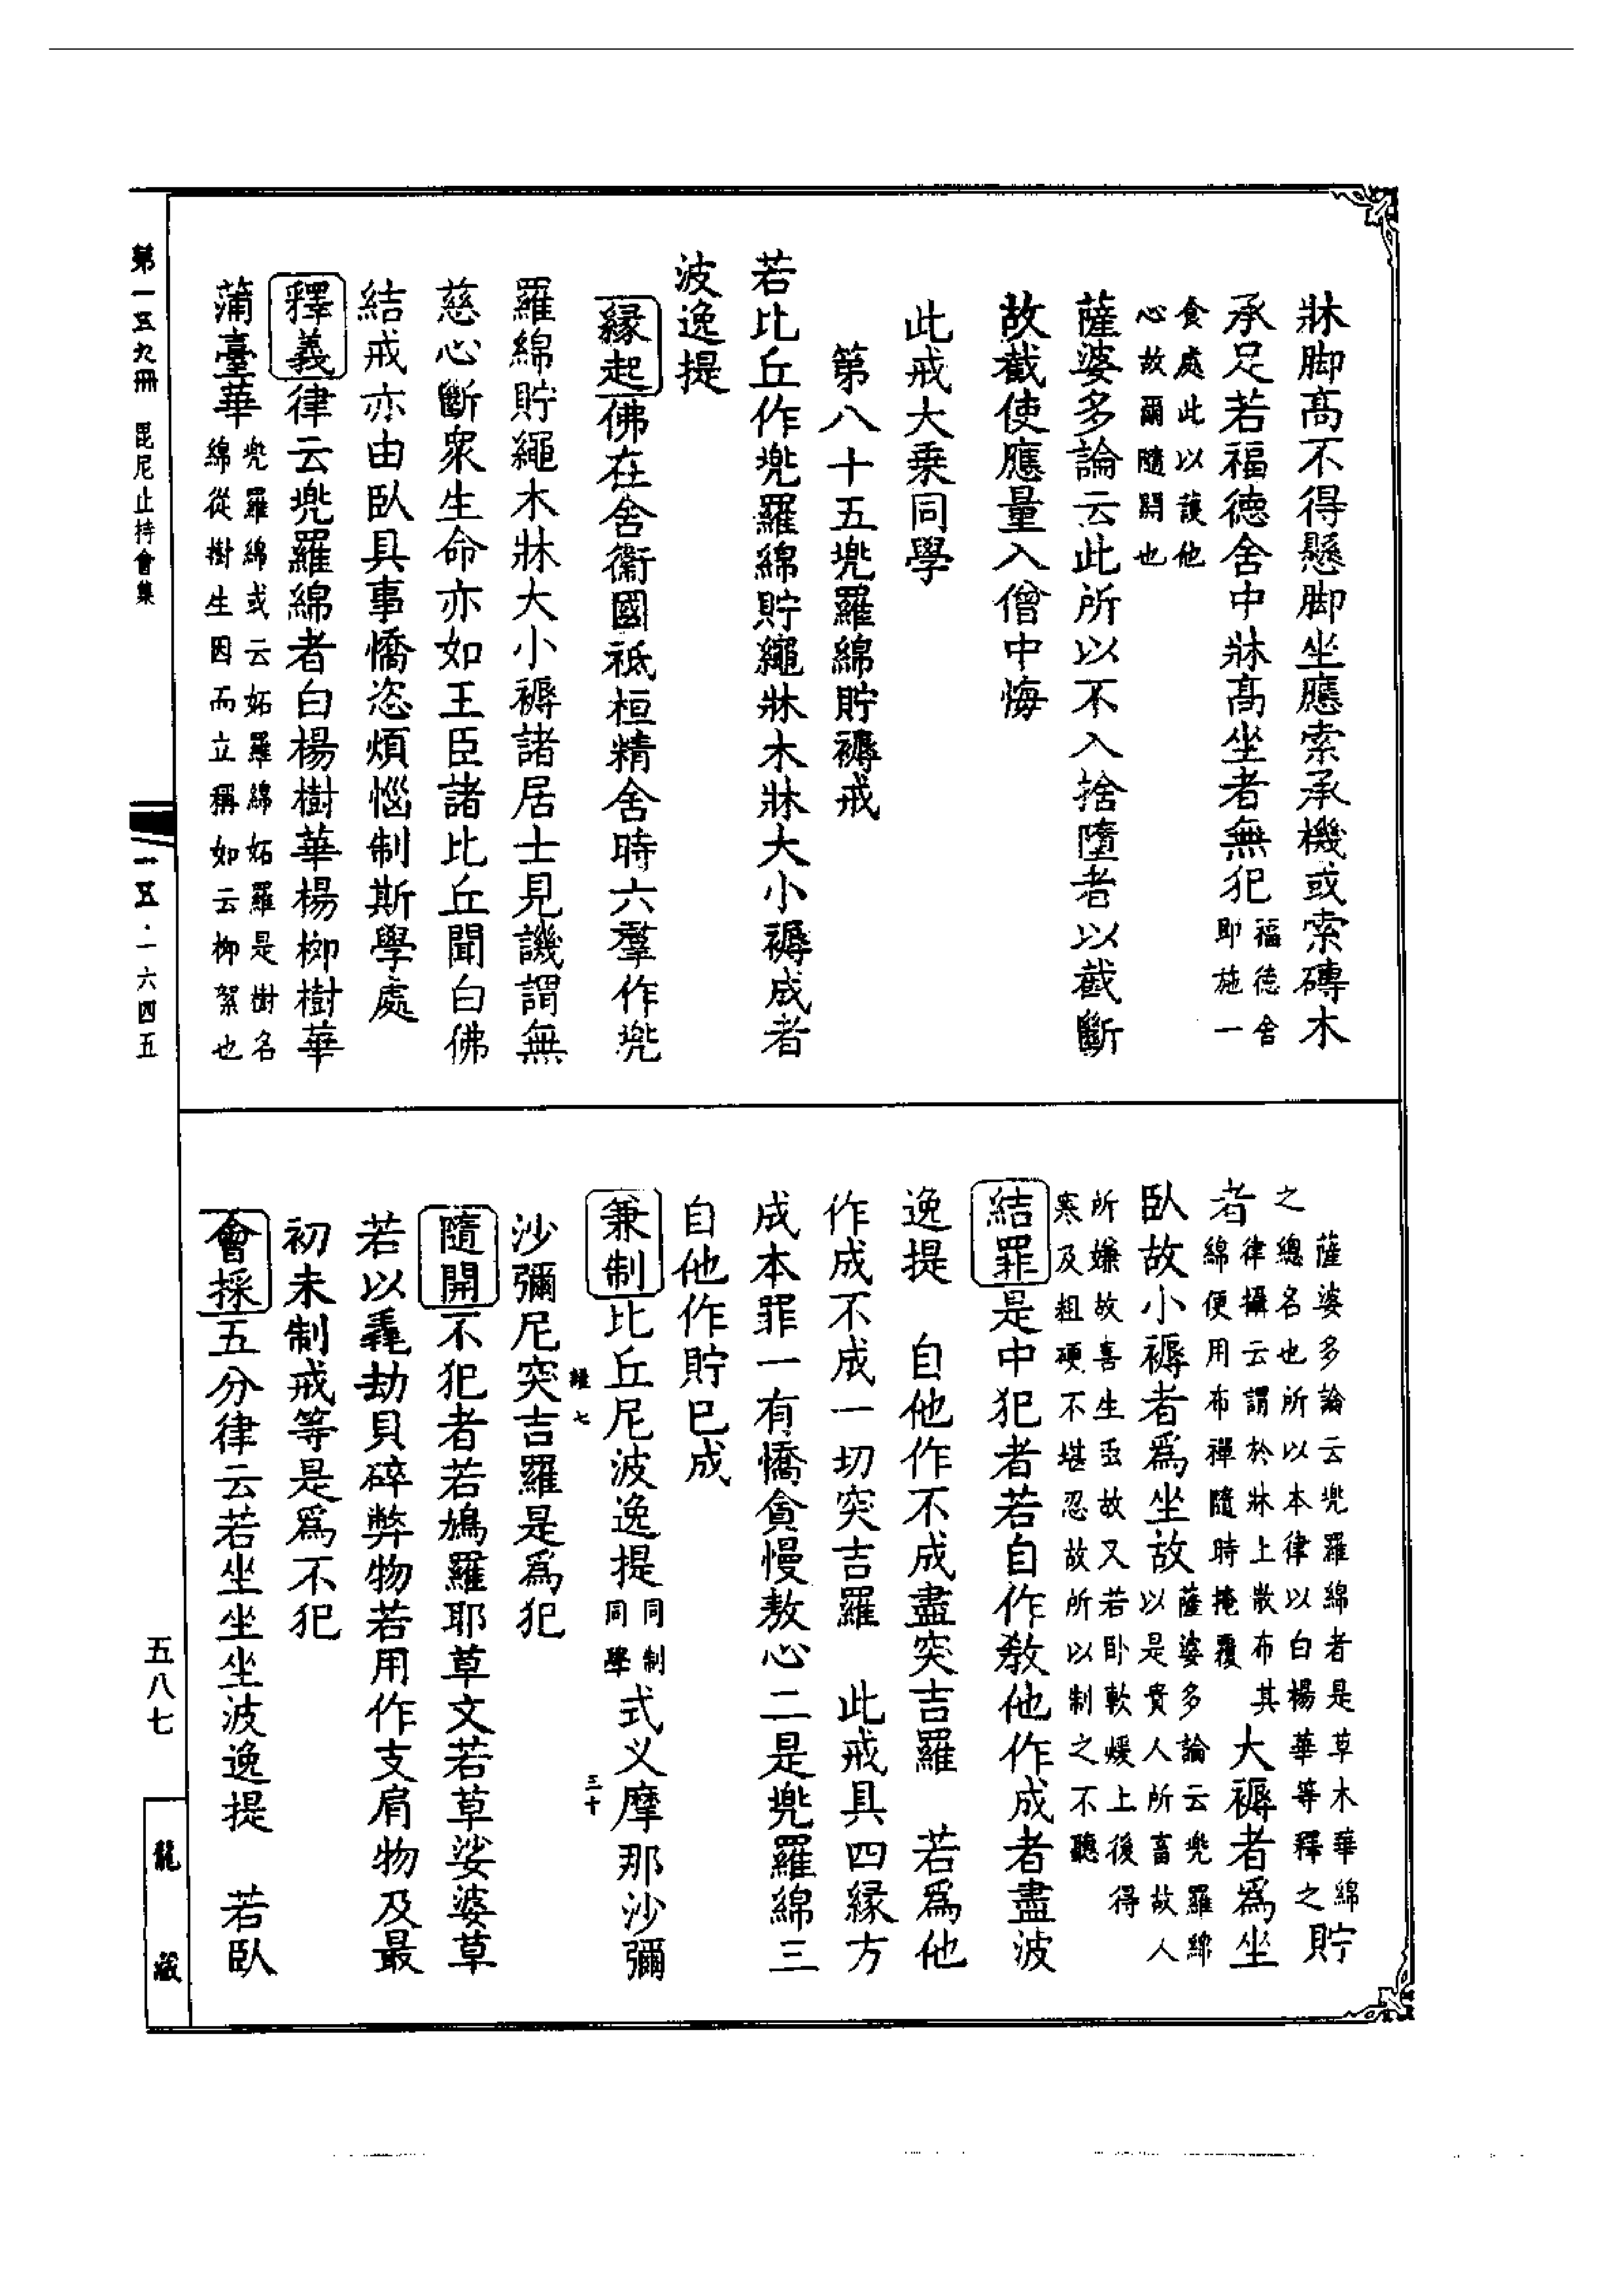 牀脚高不得懸脚坐應索承機或索磚木
承足若福德舍中牀高坐者無犯福德舍
即施一
食處此以護他
心故爾隨開也
薩婆多論云此所以不入捨墮者以截斷
故截使應量入僧中悔
此戒大乗同學
第八十五兠羅綿貯褥戒
若比丘作兠羅綿貯繩牀木牀大小褥成者
波逸提
緣起佛在舍衞國祇桓精舍時六羣作兠
羅綿貯繩木牀大小褥諸居士見譏謂無
慈心斷衆生命亦如王臣諸比丘聞白佛
結戒亦由臥具事憍恣煩惱制斯學處
釋義律云兠羅綿者白楊樹華楊柳樹華
蒲臺華兠羅綿或云妬羅綿妬羅是樹名
綿從樹生因而立稱如云柳絮也
第一五九冊 毘尼止持會集 一五·一六四五
薩婆多論云兠羅綿者是草木華綿
之總名也所以本律以白楊華等釋之貯
者律攝云謂於牀上散布其
綿便用布禪隨時掩覆大褥者爲坐
臥故小褥者爲坐故薩婆多論云兠羅綿
以是貴人所畜故人
所嫌故喜生䖝故又若臥軟煖上後得
寒及粗硬不堪忍故所以制之不聽
結罪是中犯者若自作教他作成者盡波
逸提 自他作不成盡突吉羅 若爲他
作成不成一切突吉羅 此戒具四緣方
成本罪一有憍貪慢敖心二是兠羅綿三
自他作貯已成
兼制比丘尼波逸提同制
同學式义摩那沙彌
三十
沙彌尼突吉羅是爲犯
隨開不犯者若鳩羅耶草文若草娑婆草
若以毳劫貝碎弊物若用作支肩物及最
初未制戒等是爲不犯
會採五分律云若坐坐坐波逸提 若臥
五八七 龍藏